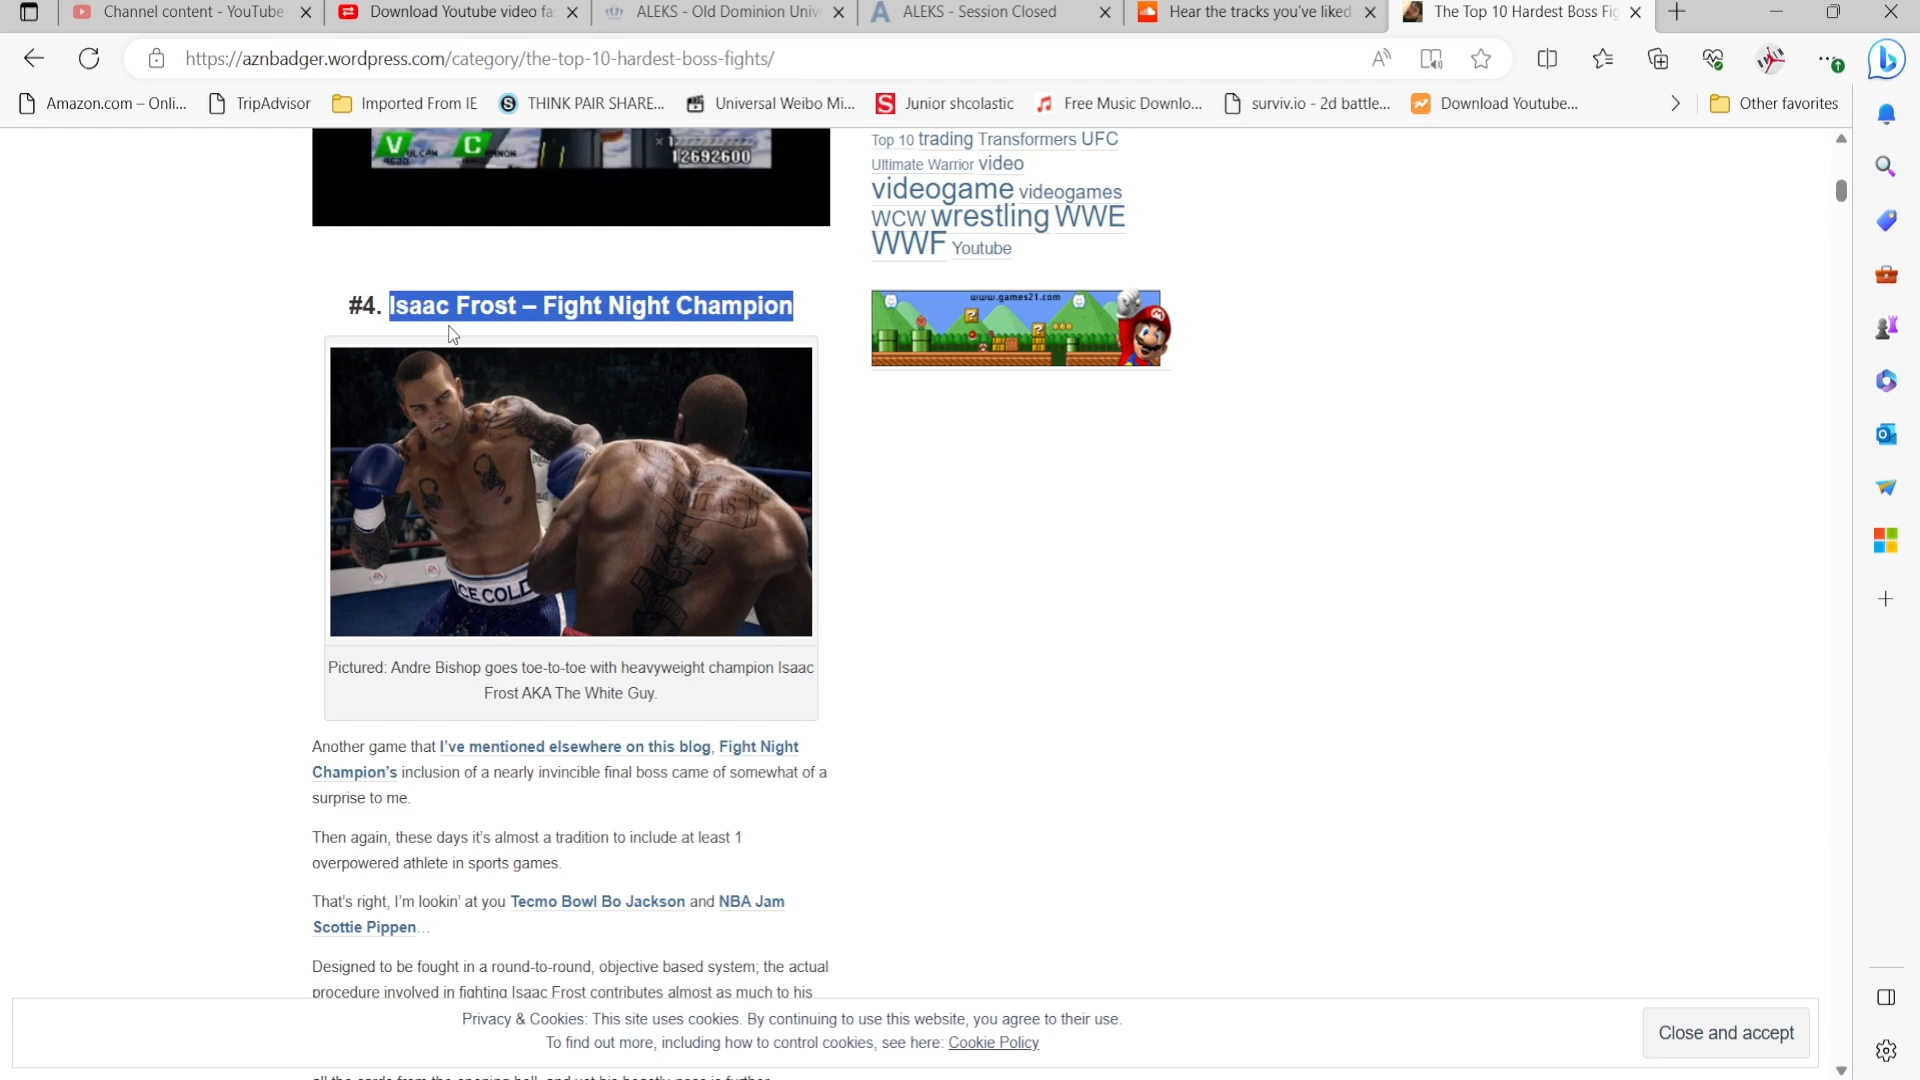 Channel content - YouTube
Download Youtube video fa
ALEKS - Old Dominion Univ
ALEKS - Session Closed
Hear the tracks you've liked
The Top 10 Hardest Boss Fig
https://aznbadger.wordpress.com/category/the-top-10-hardest-boss-fights/
Amazon.com – Onli...
TripAdvisor
Imported From IE
THINK PAIR SHARE...
Universal Weibo Mi...
Junior shcolastic
Free Music Downlo...
surviv.io - 2d battle...
Download Youtube...
Other favorites
V ULCAN C
12692600
Top 10 trading Transformers UFC
Ultimate Warrior video
videogame videogames
WCW wrestling WWE
WWF Youtube
www.games21.com
#4. Isaac Frost – Fight Night Champion
ICE COLD
Pictured: Andre Bishop goes toe-to-toe with heavyweight champion Isaac
Frost AKA The White Guy.
Another game that I've mentioned elsewhere on this blog, Fight Night
Champion's inclusion of a nearly invincible final boss came of somewhat of a
surprise to me.
Then again, these days it's almost a tradition to include at least 1
overpowered athlete in sports games.
That's right, I'm lookin' at you Tecmo Bowl Bo Jackson and NBA Jam
Scottie Pippen…
Designed to be fought in a round-to-round, objective based system; the actual
procedure involved in fighting Isaac Frost contributes almost as much to his
Privacy & Cookies: This site uses cookies. By continuing to use this website, you agree to their use.
To find out more, including how to control cookies, see here: Cookie Policy
Close and accept